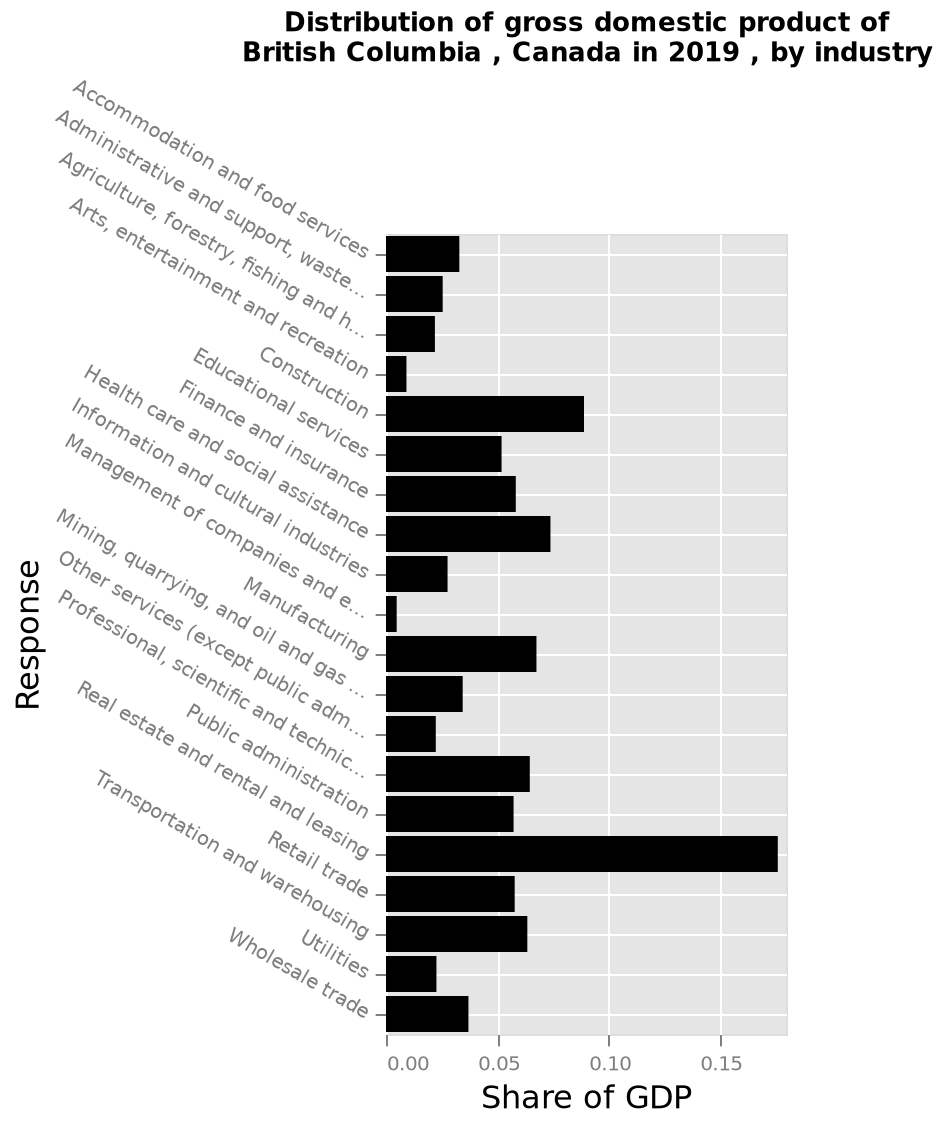 Distribution of gross domestic product of
British Columbia , Canada in 2019 , by industry
Accommodation and food services
Administrative and support, waste...
Agriculture, forestry, fishing and h...
Arts, entertainment and recreation
Construction
Educational services
Finance and insurance
Health care and social assistance
Information and cultural industries
Management of companies and e...
Manufacturing
Mining, quarrying, and oil and gas ...
Other services (except public adm...
Professional, scientific and technic...
Public administration
Real estate and rental and leasing
Retail trade
Transportation and warehousing
Utilities
Wholesale trade
Response
0.00 0.05 0.10 0.15
Share of GDP